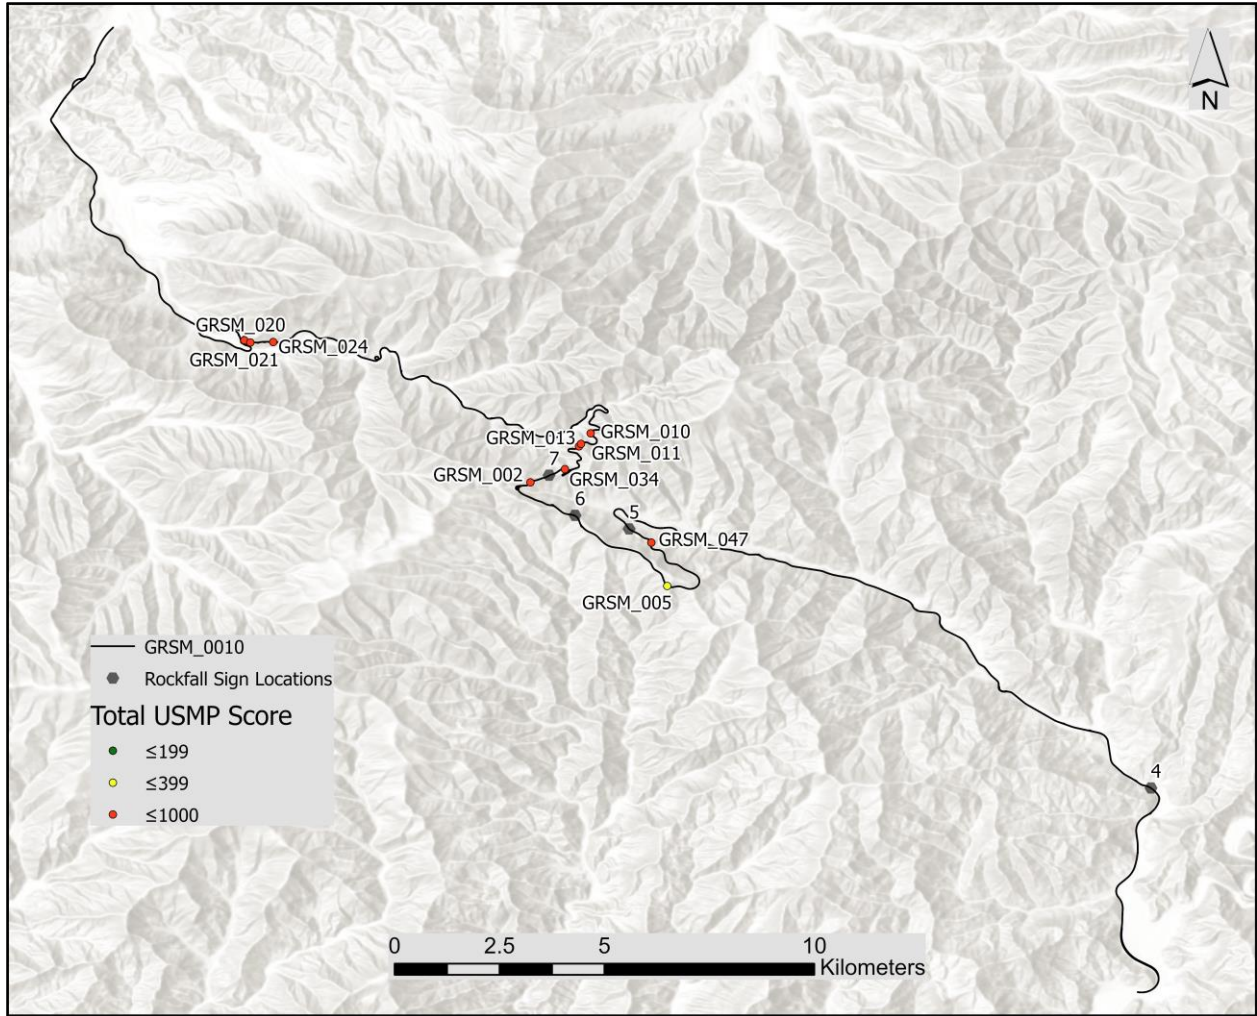 N
GRSM_020
GRSM_021
GRSM_024
GRSM_013
GRSM_010
GRSM_011
7
GRSM_002
GRSM_034
6
5
GRSM_047
GRSM_005
GRSM_0010
Rockfall Sign Locations
Total USMP Score
≤199
≤399
≤1000
4
0 2.5 5 10
Kilometers